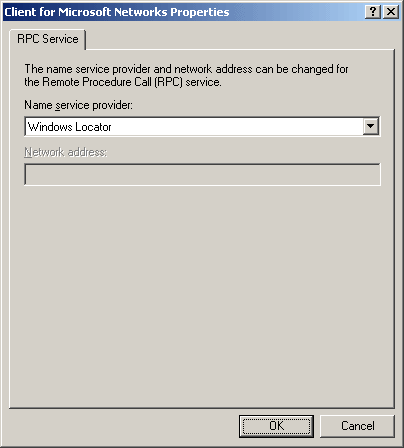 Client for Microsoft Networks Properties
RPC Service
The name service provider and network address can be changed for
the Remote Procedure Call (RPC) service.
Name service provider:
Windows Locator
Network address:
OK
Cancel